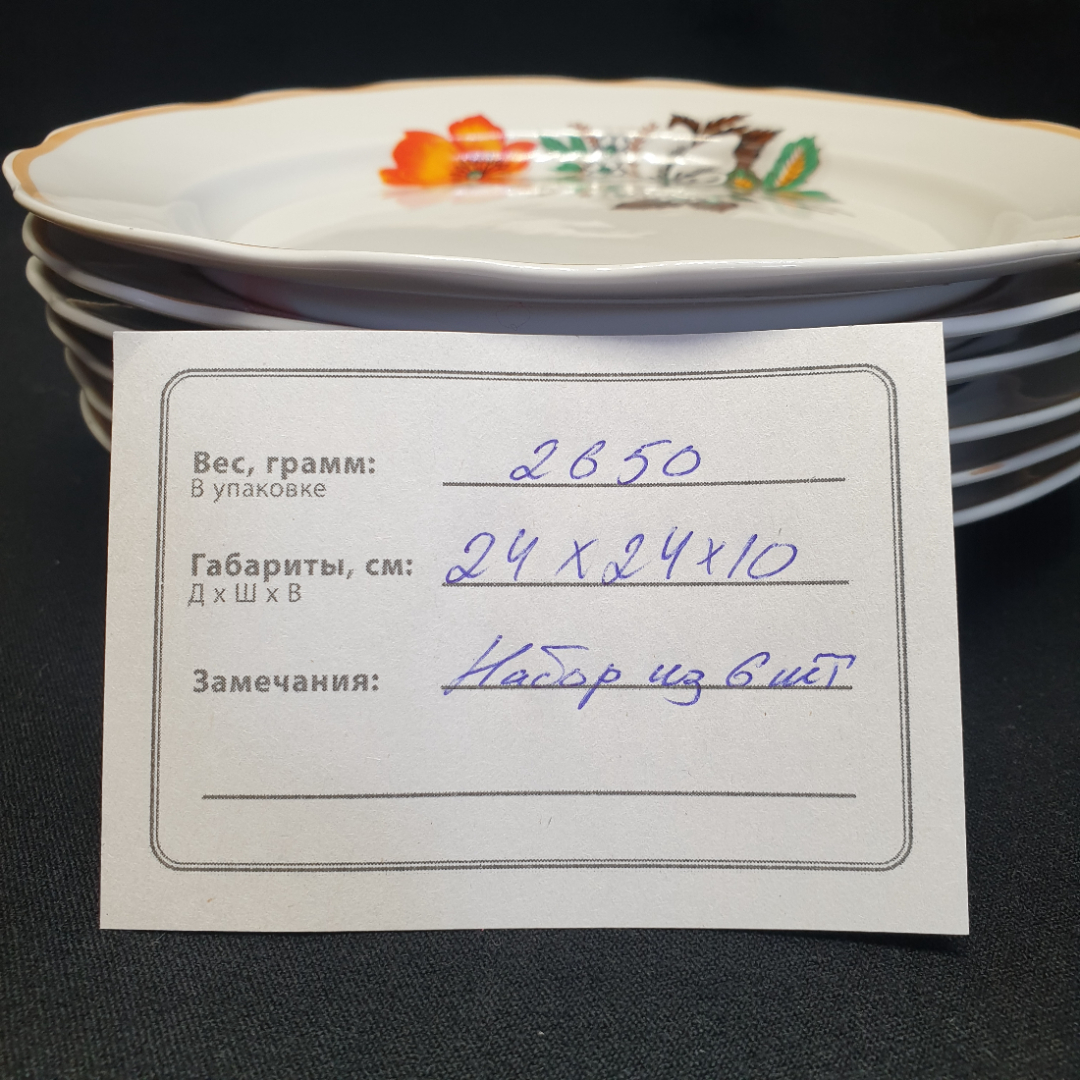 Вес, грамм: 2650
В упаковке
Габариты, см: 24 x 24 x 10
Д х Ш х В
Замечания: Набор из 6 шт